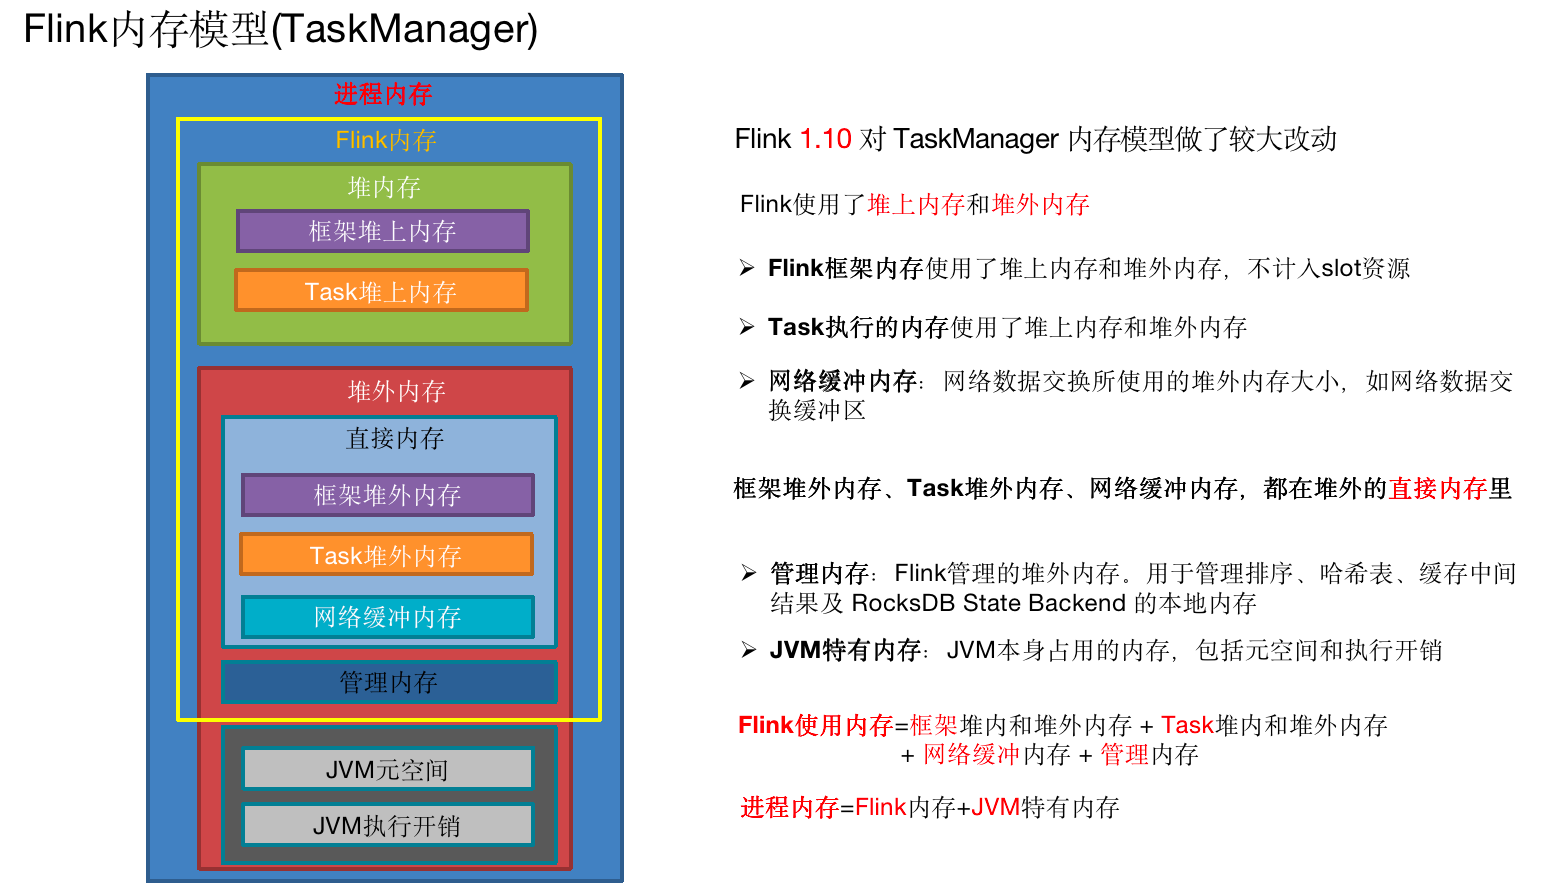 Flink内存模型(TaskManager)
进程内存
Flink内存
堆内存
框架堆上内存
Task堆上内存
堆外内存
直接内存
框架堆外内存
Task堆外内存
网络缓冲内存
管理内存
JVM元空间
JVM执行开销
Flink 1.10 对 TaskManager 内存模型做了较大改动
Flink使用了堆上内存和堆外内存
➢ Flink框架内存使用了堆上内存和堆外内存，不计入slot资源
➢ Task执行的内存使用了堆上内存和堆外内存
➢ 网络缓冲内存：网络数据交换所使用的堆外内存大小，如网络数据交
换缓冲区
框架堆外内存、Task堆外内存、网络缓冲内存，都在堆外的直接内存里
➢ 管理内存：Flink管理的堆外内存。用于管理排序、哈希表、缓存中间
结果及 RocksDB State Backend 的本地内存
➢ JVM特有内存：JVM本身占用的内存，包括元空间和执行开销
Flink使用内存=框架堆内和堆外内存 + Task堆内和堆外内存
+ 网络缓冲内存 + 管理内存
进程内存=Flink内存+JVM特有内存